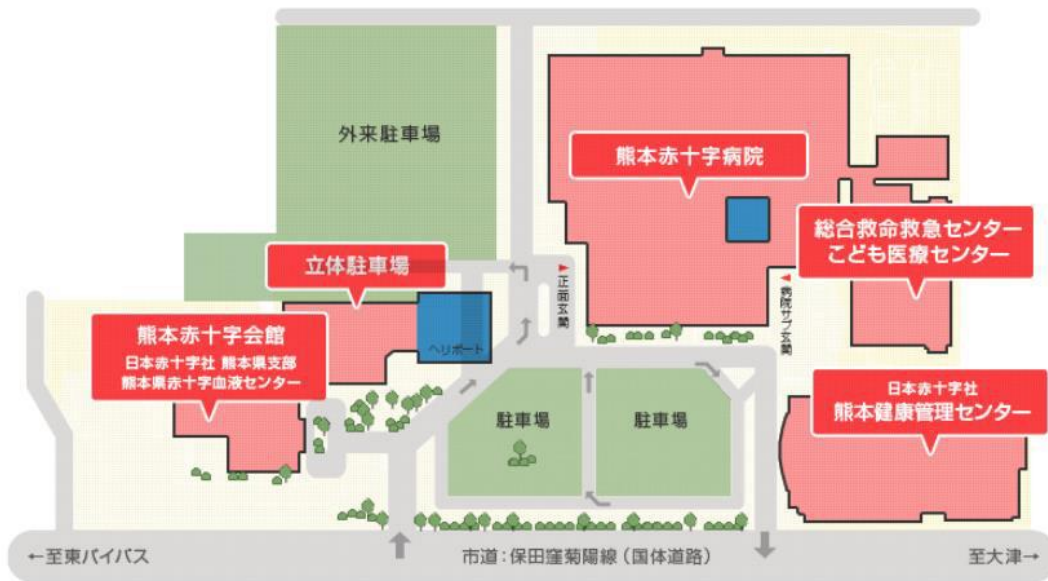 外来駐車場
熊本赤十字病院
総合救命救急センター
こども医療センター
立体駐車場
正面玄関
病院サブ玄関
ヘリポート
熊本赤十字会館
日本赤十字社 熊本県支部
熊本県赤十字血液センター
日本赤十字社
熊本健康管理センター
駐車場
駐車場
←至東バイパス
市道:保田窪菊陽線(国体道路)
至大津→